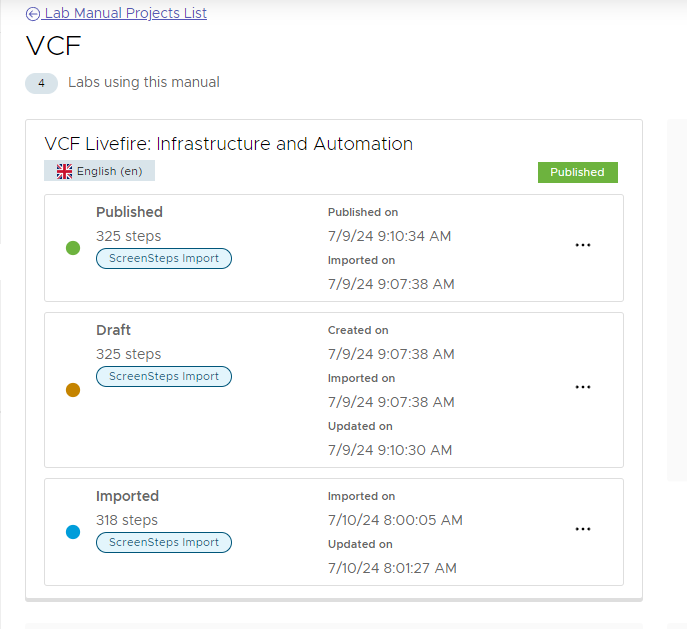 Lab Manual Projects List
VCF
4 Labs using this manual
VCF Livefire: Infrastructure and Automation
English (en)
Published
Published
325 steps
ScreenSteps Import
Published on
7/9/24 9:10:34 AM
Imported on
7/9/24 9:07:38 AM
Draft
325 steps
ScreenSteps Import
Created on
7/9/24 9:07:38 AM
Imported on
7/9/24 9:07:38 AM
Updated on
7/9/24 9:10:30 AM
Imported
318 steps
ScreenSteps Import
Imported on
7/10/24 8:00:05 AM
Updated on
7/10/24 8:01:27 AM